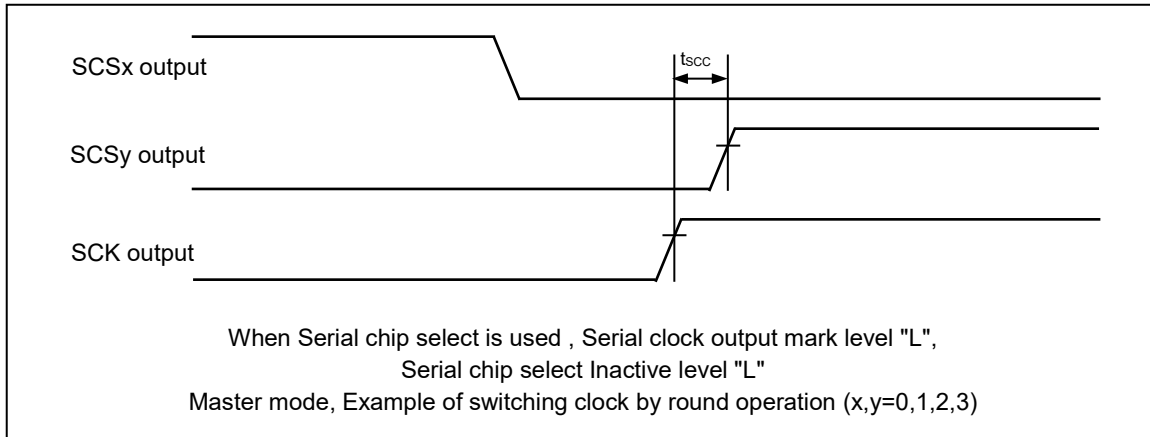 tSCC
SCSx output
SCSy output
SCK output
When Serial chip select is used , Serial clock output mark level "L",
Serial chip select Inactive level "L"
Master mode, Example of switching clock by round operation (x,y=0,1,2,3)